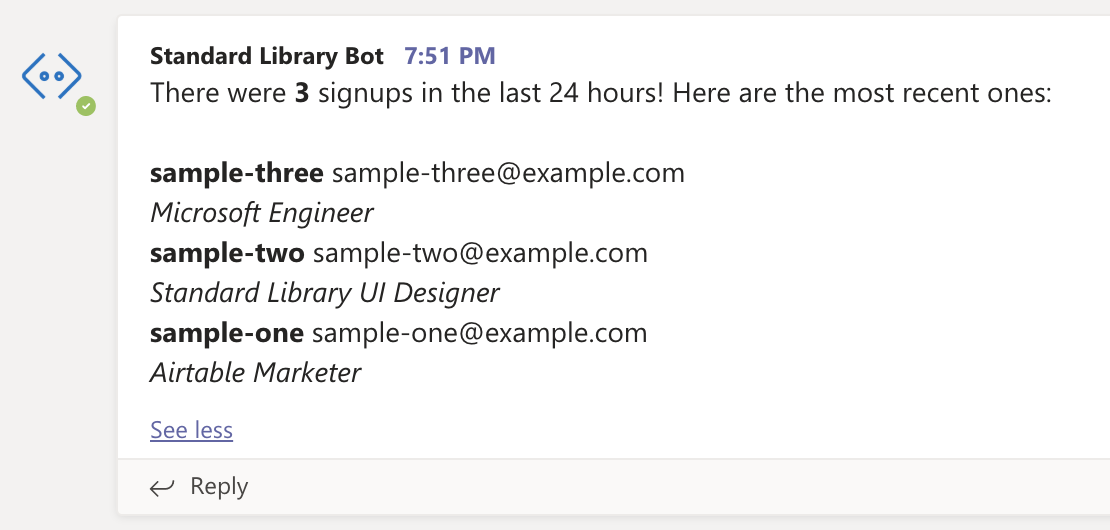 Standard Library Bot 7:51 PM
There were 3 signups in the last 24 hours! Here are the most recent ones:
sample-three sample-three@example.com
Microsoft Engineer
sample-two sample-two@example.com
Standard Library UI Designer
sample-one sample-one@example.com
Airtable Marketer
See less
Reply